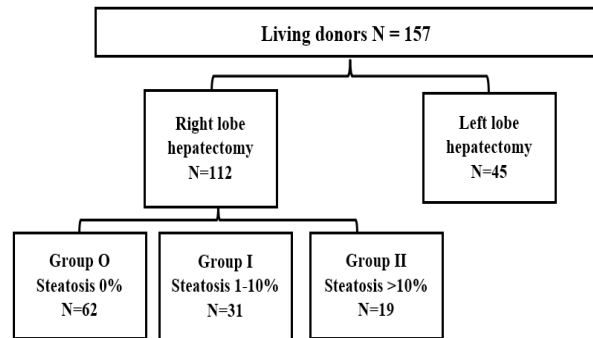 Living donors N = 157
Right lobe
hepatectomy
N=112
Left lobe
hepatectomy
N=45
Group O
Steatosis 0%
N=62
Group I
Steatosis 1-10%
N=31
Group II
Steatosis >10%
N=19